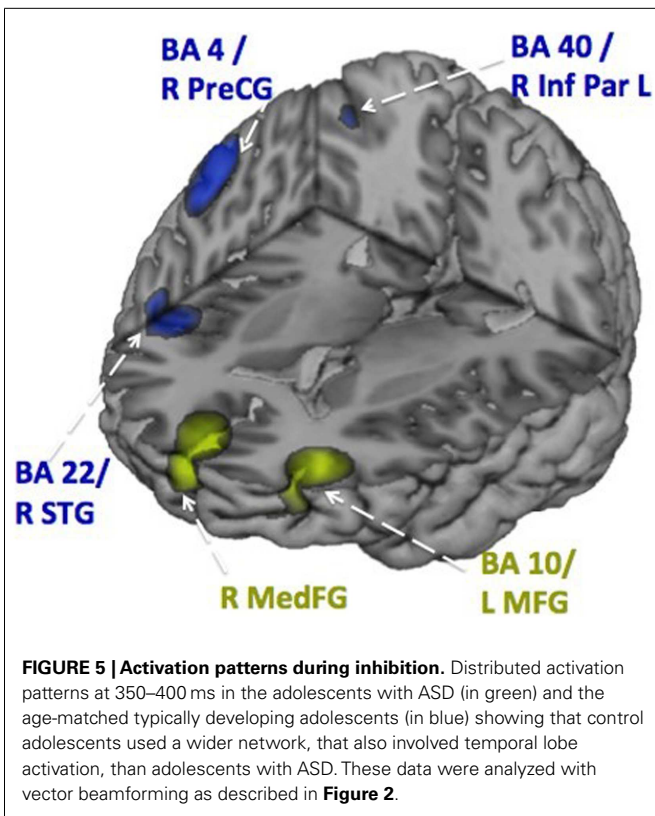 BA 4 /
R PreCG
BA 40 /
R Inf Par L
BA 22/
R STG
R MedFG
BA 10/
L MFG
FIGURE 5 | Activation patterns during inhibition. Distributed activation
patterns at 350–400 ms in the adolescents with ASD (in green) and the
age-matched typically developing adolescents (in blue) showing that control
adolescents used a wider network, that also involved temporal lobe
activation, than adolescents with ASD. These data were analyzed with
vector beamforming as described in Figure 2.